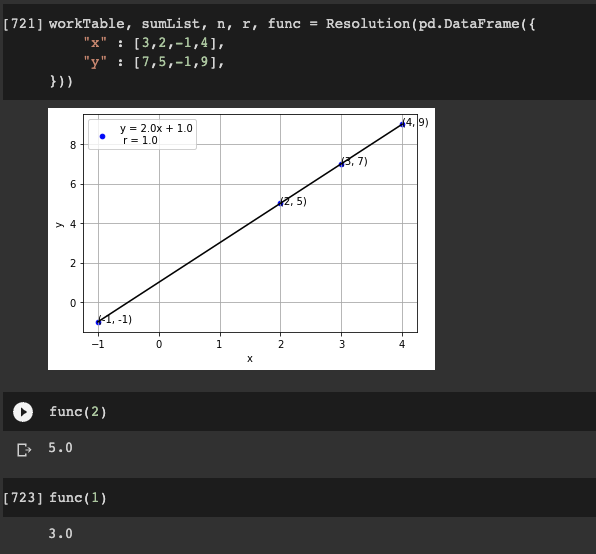 [721] workTable, sumList, n, r, func = Resolution(pd.DataFrame({
"x" : [3,2,-1,4],
"y" : [7,5,-1,9],
}))
y = 2.0x + 1.0
r = 1.0
(4, 9)
(3, 7)
(2, 5)
(-1, -1)
8
6
4
2
0
y
−1 0 1 2 3 4
x
func(2)
5.0
[723] func(1)
3.0